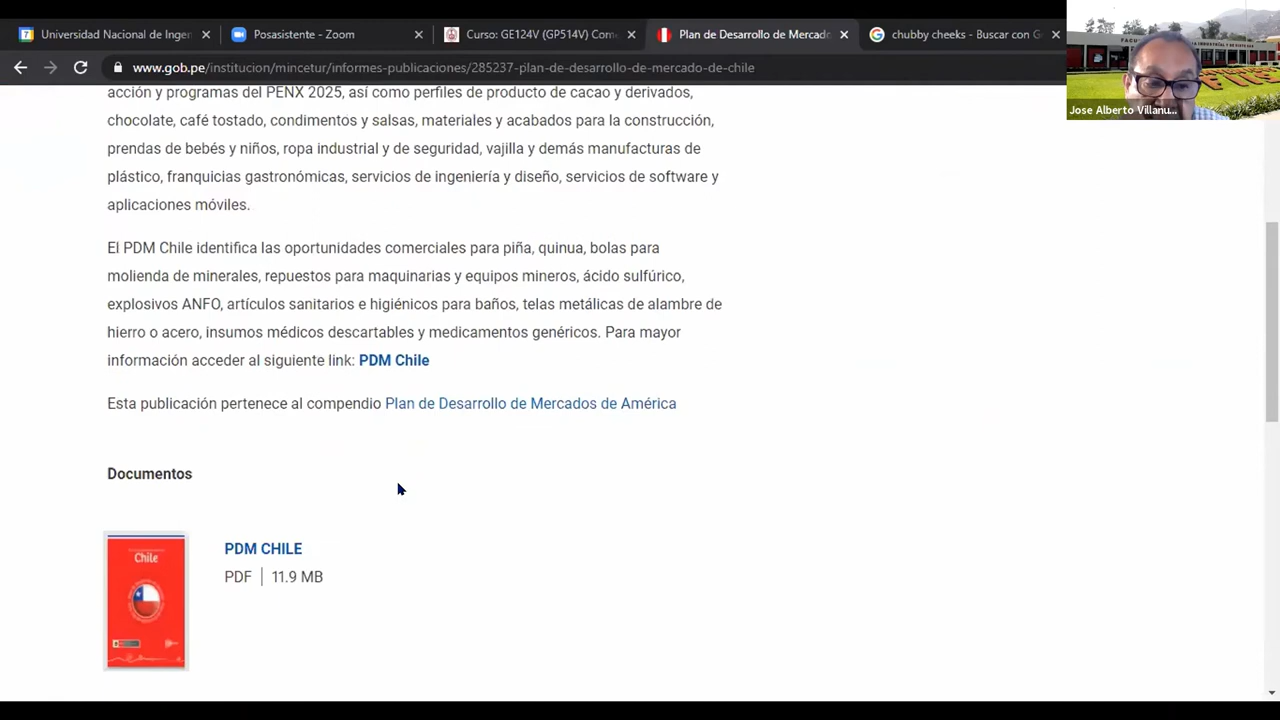 Universidad Nacional de Ingen
Posasistente - Zoom
Curso: GE124V (GP514V) Com
Plan de Desarrollo de Mercado
chubby cheeks - Buscar con G
www.gob.pe/institucion/mincetur/inform
desarrollo-de-mercado-de-chile
Jose Alberto Villanu...
acción y programas del PENX 2025, así como perfiles de producto de cacao y derivados,
chocolate, café tostado, condimentos y salsas, materiales y acabados para la construcción,
prendas de bebés y niños, ropa industrial y de seguridad, vajilla y demás manufacturas de
plástico, franquicias gastronómicas, servicios de ingeniería y diseño, servicios de software y
aplicaciones móviles.
El PDM Chile identifica las oportunidades comerciales para piña, quinua, bolas para
molienda de minerales, repuestos para maquinarias y equipos mineros, ácido sulfúrico,
explosivos ANFO, artículos sanitarios e higiénicos para baños, telas metálicas de alambre de
hierro o acero, insumos médicos descartables y medicamentos genéricos. Para mayor
información acceder al siguiente link: PDM Chile
Esta publicación pertenece al compendio Plan de Desarrollo de Mercados de América
Documentos
Chile
PDM CHILE
PDF | 11.9 MB